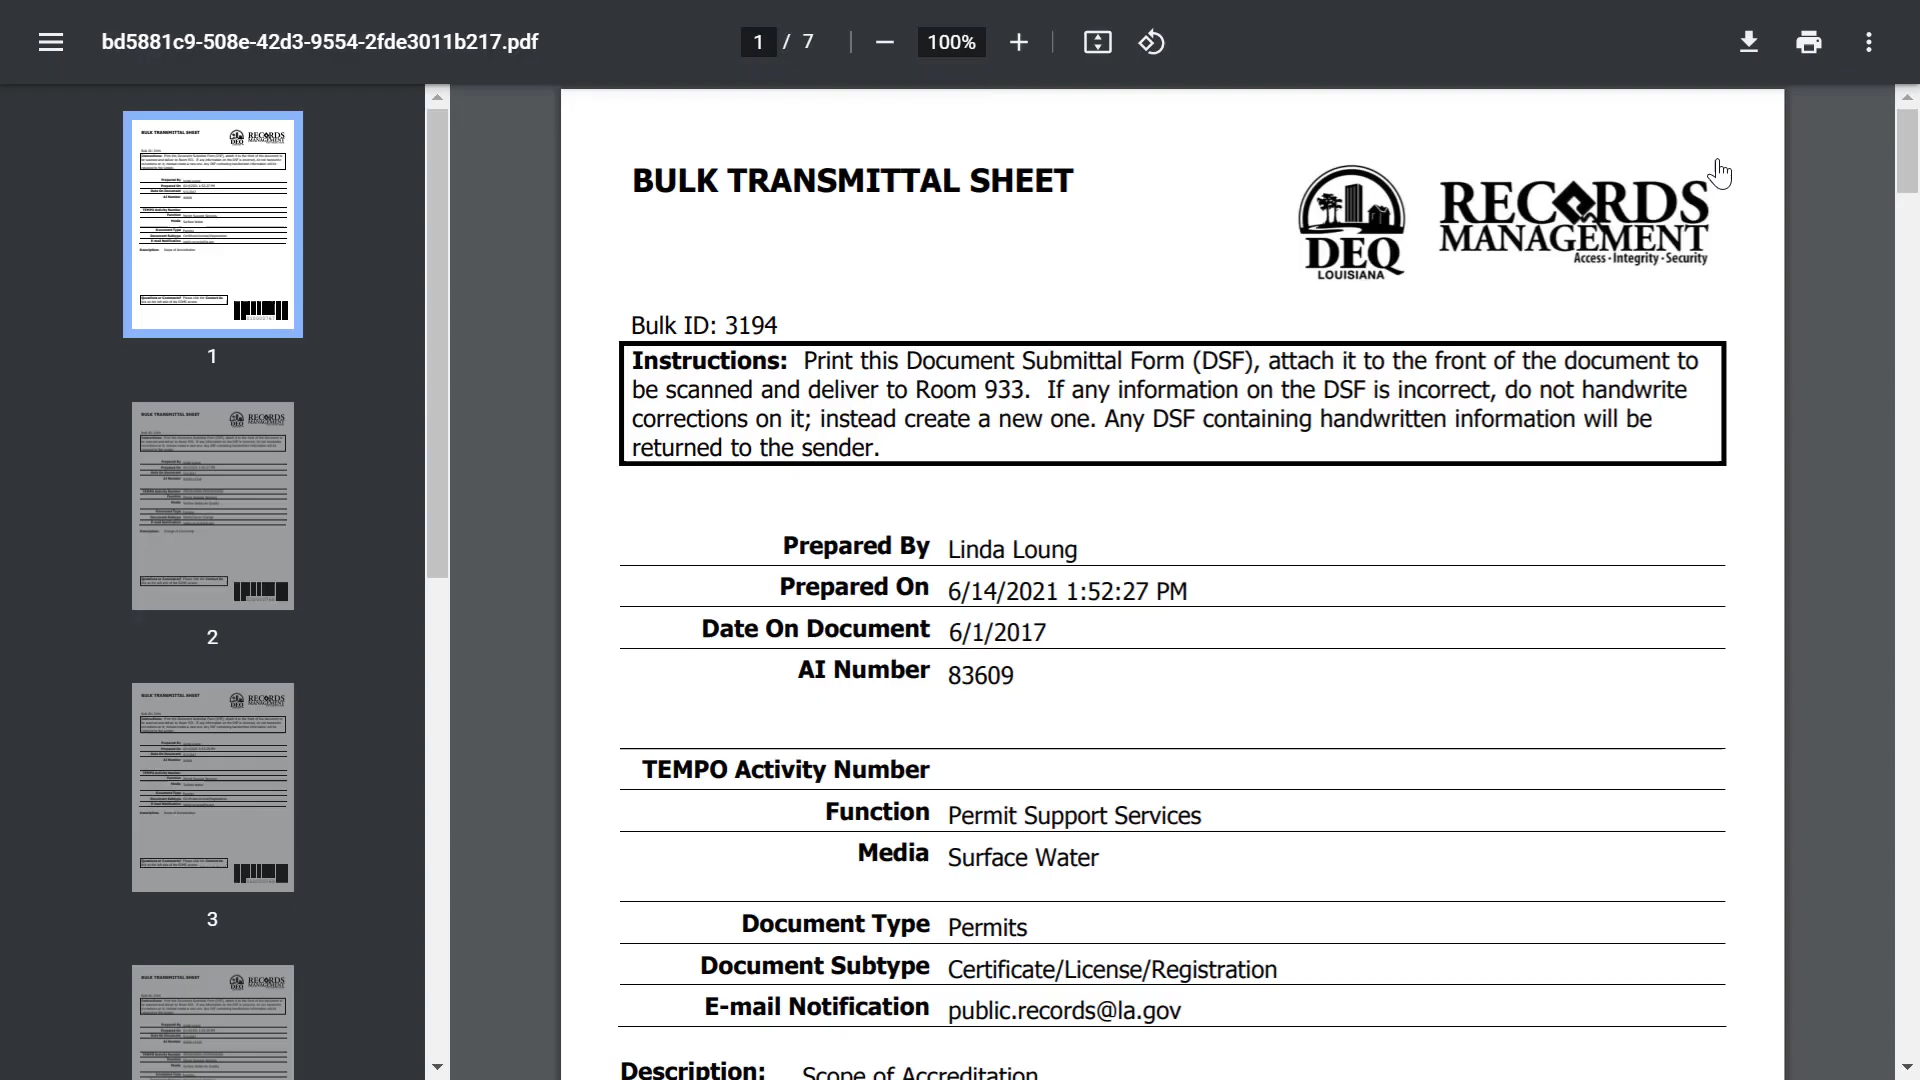 bd5881c9-508e-42d3-9554-2fde3011b217.pdf
1 / 7
100%
1
2
3
BULK TRANSMITTAL SHEET
DEQ
LOUISIANA
RECORDS
MANAGEMENT
Access - Integrity - Security
Bulk ID: 3194
Instructions: Print this Document Submittal Form (DSF), attach it to the front of the document to
be scanned and deliver to Room 933. If any information on the DSF is incorrect, do not handwrite
corrections on it; instead create a new one. Any DSF containing handwritten information will be
returned to the sender.
Prepared By Linda Loung
Prepared On 6/14/2021 1:52:27 PM
Date On Document 6/1/2017
AI Number 83609
TEMPO Activity Number
Function Permit Support Services
Media Surface Water
Document Type Permits
Document Subtype Certificate/License/Registration
E-mail Notification public.records@la.gov
Description: Scope of Accreditation